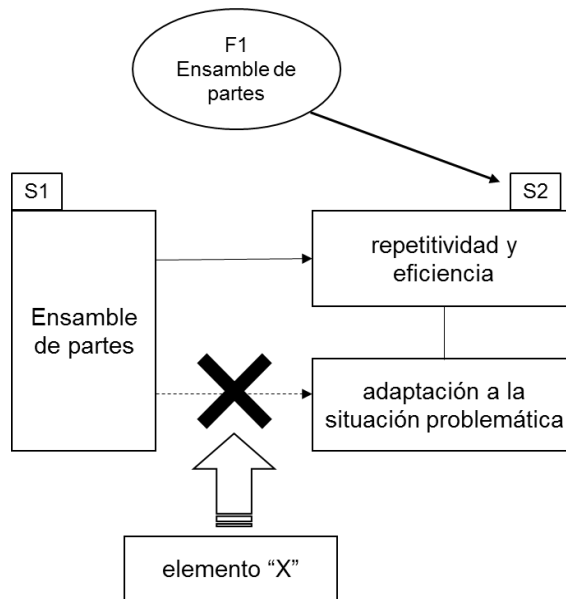 F1
Ensamble de
partes
S1
S2
repetitividad y
eficiencia
Ensamble
de partes
adaptación a la
situación problemática
elemento “X”